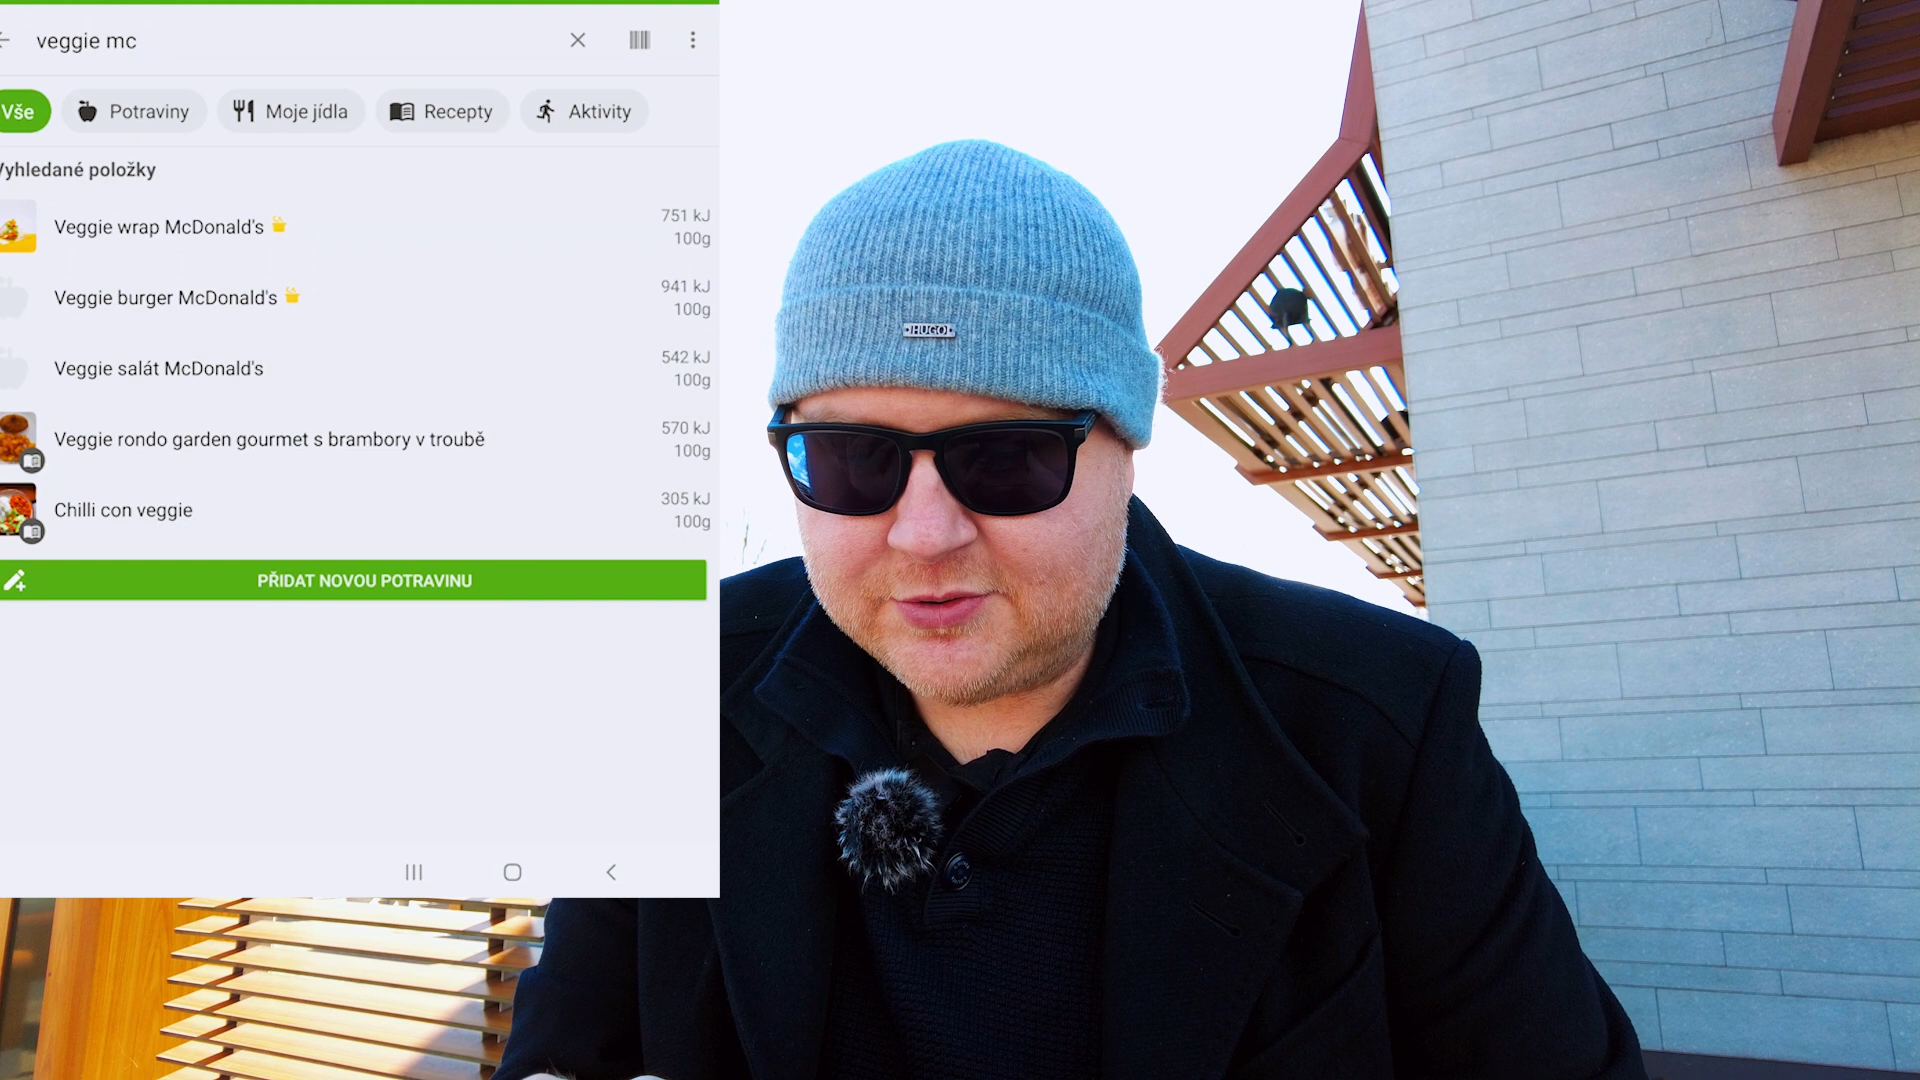 veggie mc
Vše
Potraviny
Moje jídla
Recepty
Aktivity
Vyhledané položky
Veggie wrap McDonald's
751 kJ
100g
Veggie burger McDonald's
941 kJ
100g
Veggie salát McDonald's
542 kJ
100g
Veggie rondo garden gourmet s brambory v troubě
570 kJ
100g
Chilli con veggie
305 kJ
100g
PŘIDAT NOVOU POTRAVINU
HUGO